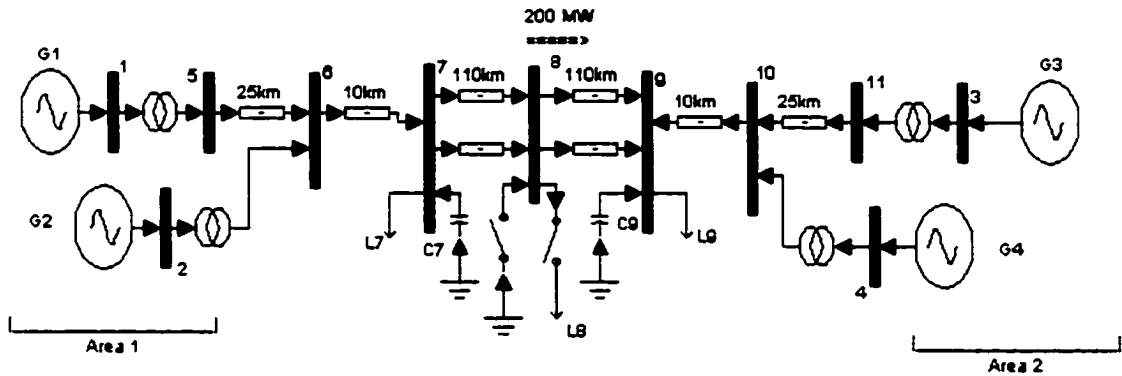 200 MW
=====>
G1
1
5
25km
6
10km
7
110km
8
110km
9
10km
10
25km
11
3
G3
G2
2
L7
C7
L8
C9
L9
4
G4
Area 1
Area 2